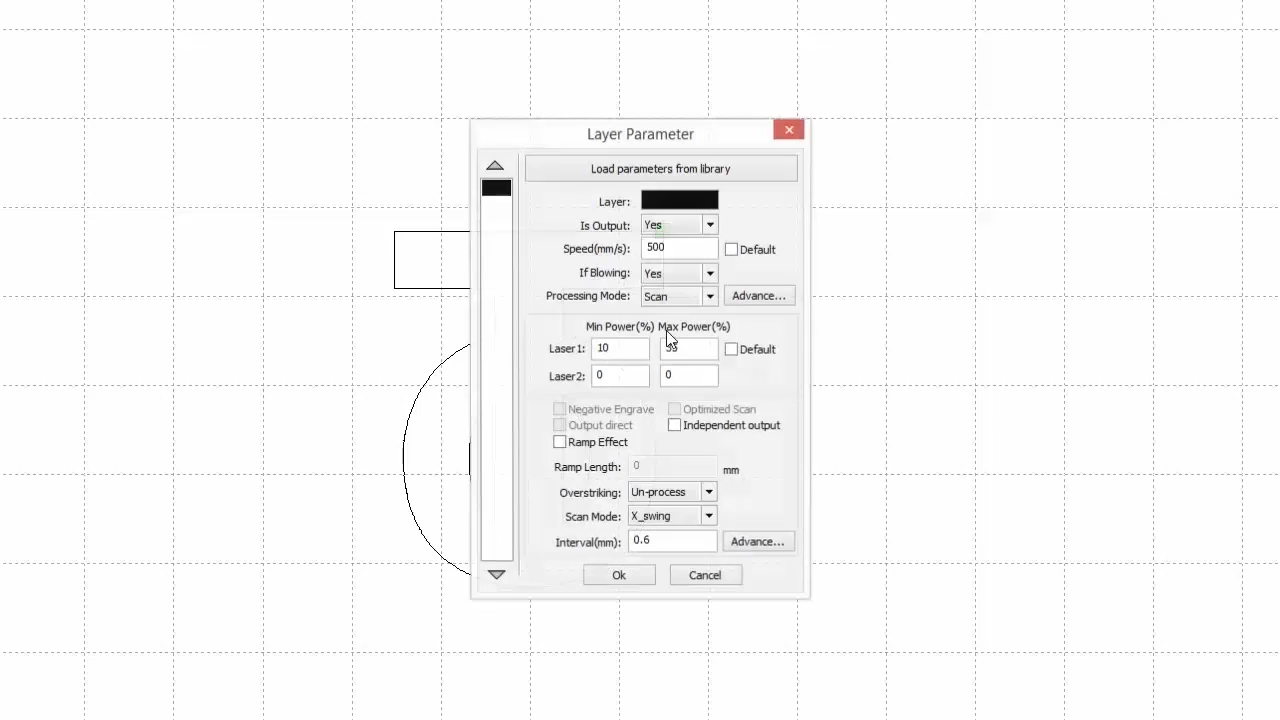 Layer Parameter
Load parameters from library
Layer:
Is Output: Yes
Speed(mm/s): 500 Default
If Blowing: Yes
Processing Mode: Scan Advance...
Min Power(%) Max Power(%)
Laser1: 10 Default
Laser2: 0 0
Negative Engrave Optimized Scan
Output direct Independent output
Ramp Effect
Ramp Length: 0 mm
Overstriking: Un-process
Scan Mode: X_swing
Interval(mm): 0.6 Advance...
Ok Cancel